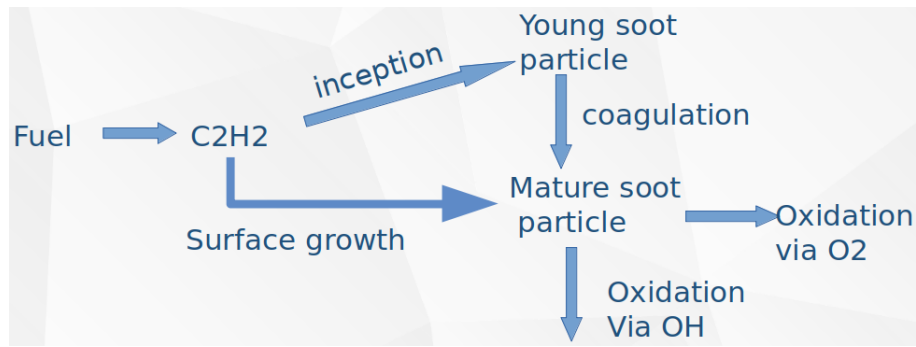 Young soot
particle
inception
Fuel
C2H2
coagulation
Mature soot
particle
Surface growth
Oxidation
via O2
Oxidation
Via OH